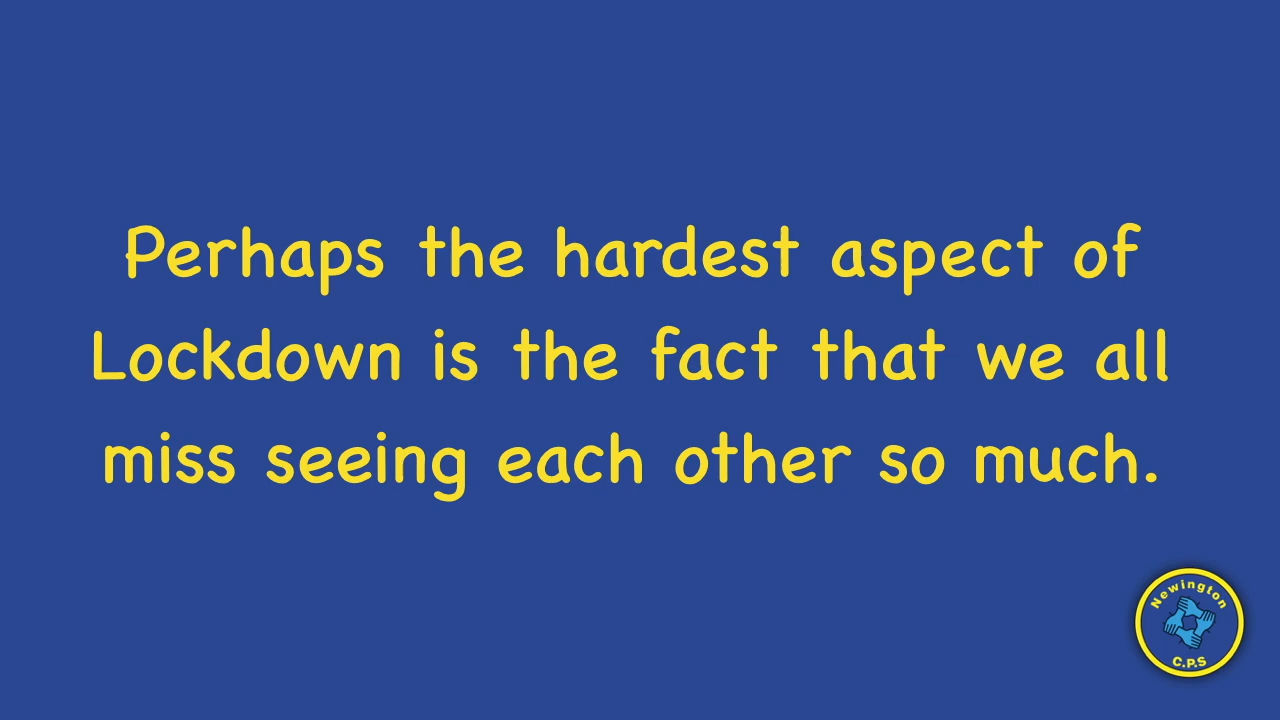 Perhaps the hardest aspect of
Lockdown is the fact that we all
miss seeing each other so much.
Newington
C.P.S